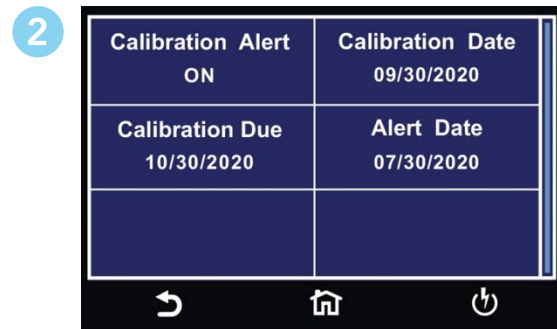 2
Calibration Alert
ON
Calibration Date
09/30/2020
Calibration Due
10/30/2020
Alert Date
07/30/2020